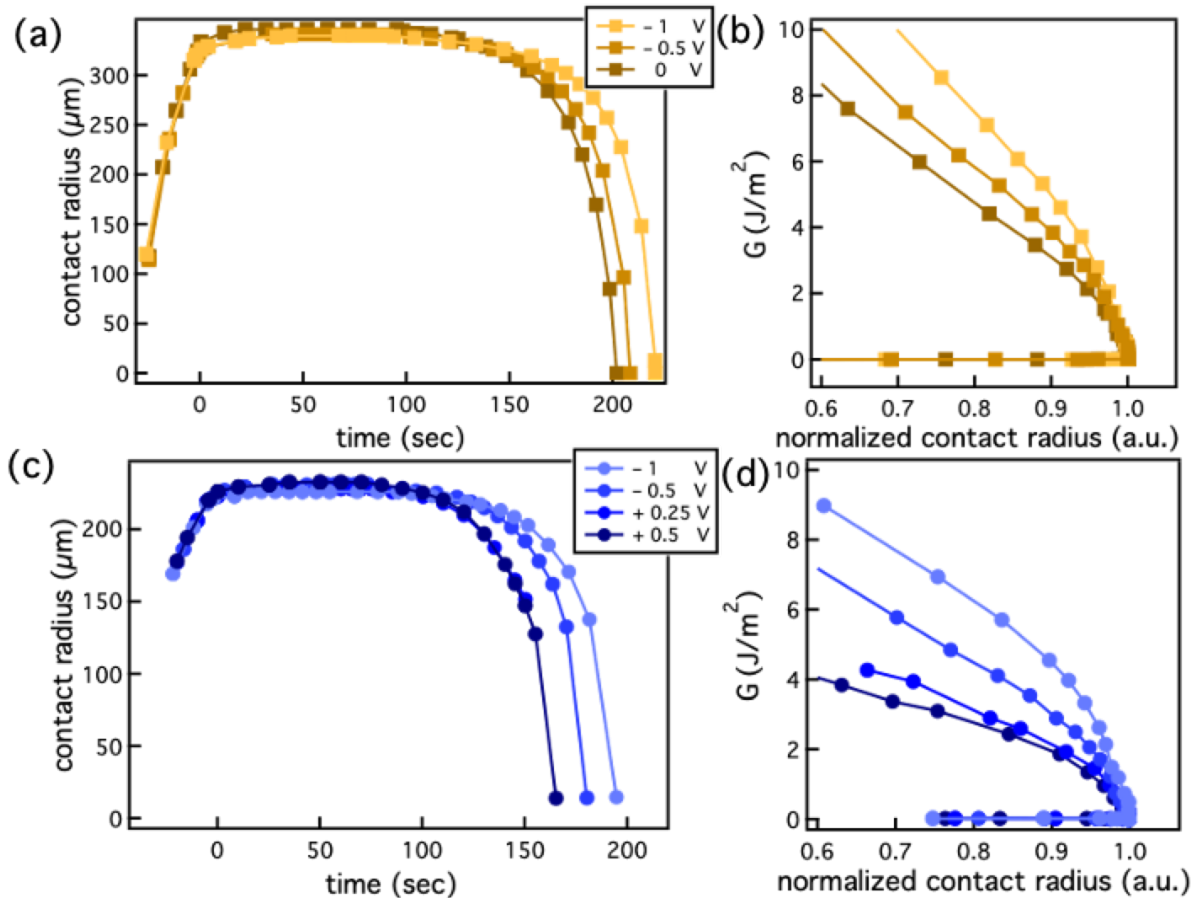 (a)
contact radius (µm)
300
250
200
150
100
50
0
0 50 100 150 200
time (sec)
- 1 V
- 0.5 V
0 V
(b)
G (J/m²)
10
8
6
4
2
0
0.6 0.7 0.8 0.9 1.0
normalized contact radius (a.u.)
(c)
contact radius (µm)
200
150
100
50
0
0 50 100 150 200
time (sec)
- 1 V
- 0.5 V
+ 0.25 V
+ 0.5 V
(d)
G (J/m²)
10
8
6
4
2
0
0.6 0.7 0.8 0.9 1.0
normalized contact radius (a.u.)